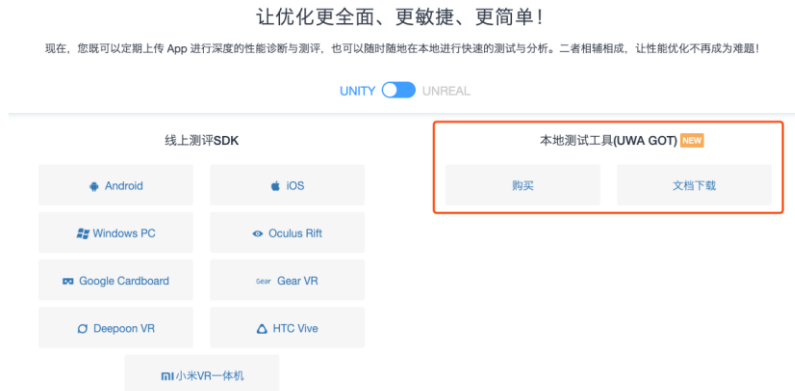 让优化更全面、更敏捷、更简单！
现在，您既可以定期上传 App 进行深度的性能诊断与测评，也可以随时随地在本地进行快速的测试与分析。二者相辅相成，让性能优化不再成为难题！
UNITY UNREAL
线上测评SDK
本地测试工具(UWA GOT) NEW
Android
iOS
购买
文档下载
Windows PC
Oculus Rift
Google Cardboard
Gear Gear VR
Deepoon VR
HTC Vive
mi 小米VR一体机